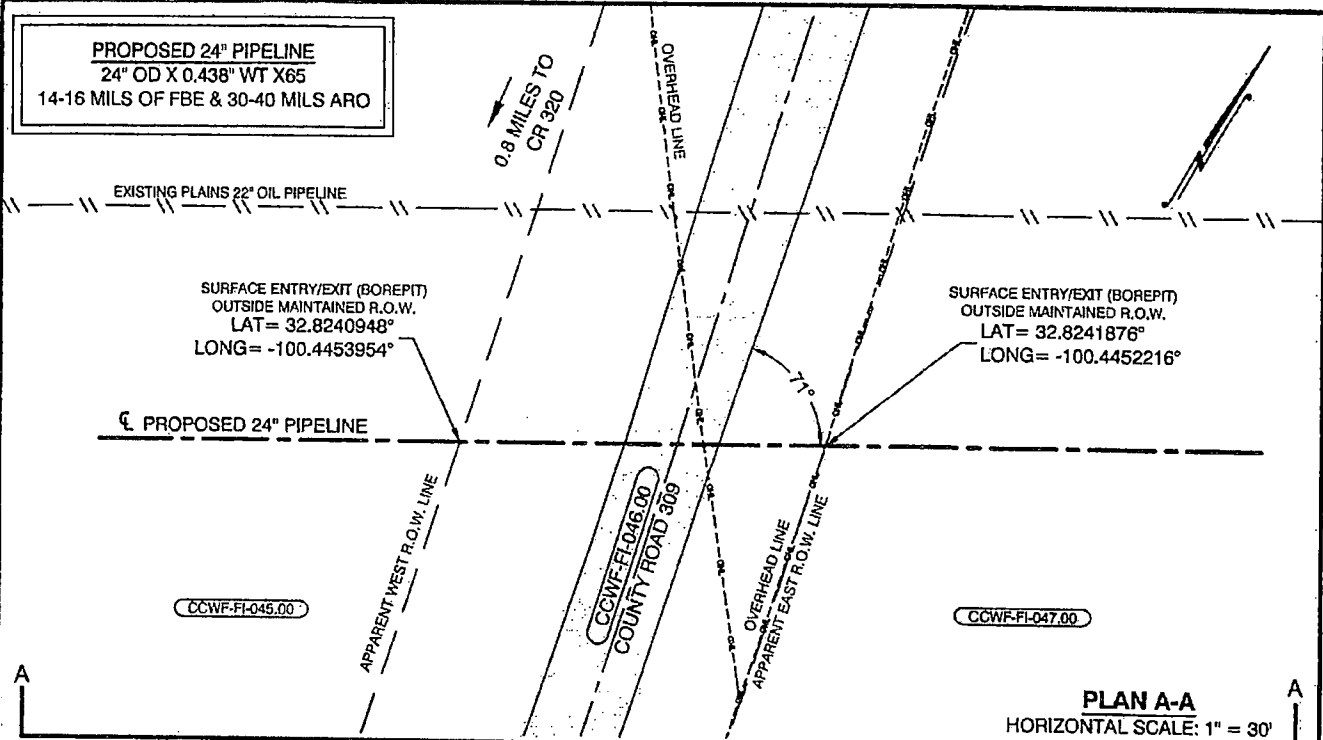 PROPOSED 24" PIPELINE
24" OD X 0.438" WT X65
14-16 MILS OF FBE & 30-40 MILS ARO
0.8 MILES TO
CR 320
OVERHEAD LINE
EXISTING PLAINS 22" OIL PIPELINE
SURFACE ENTRY/EXIT (BOREPIT)
OUTSIDE MAINTAINED R.O.W.
LAT= 32.8240948°
LONG= -100.4453954°
SURFACE ENTRY/EXIT (BOREPIT)
OUTSIDE MAINTAINED R.O.W.
LAT= 32.8241876°
LONG= -100.4452216°
71°
℄ PROPOSED 24" PIPELINE
APPARENT WEST R.O.W. LINE
CCWF-FI-046.00
COUNTY ROAD 309
OVERHEAD LINE
APPARENT EAST R.O.W. LINE
CCWF-FI-045.00
CCWF-FI-047.00
A
PLAN A-A
HORIZONTAL SCALE: 1" = 30'
A